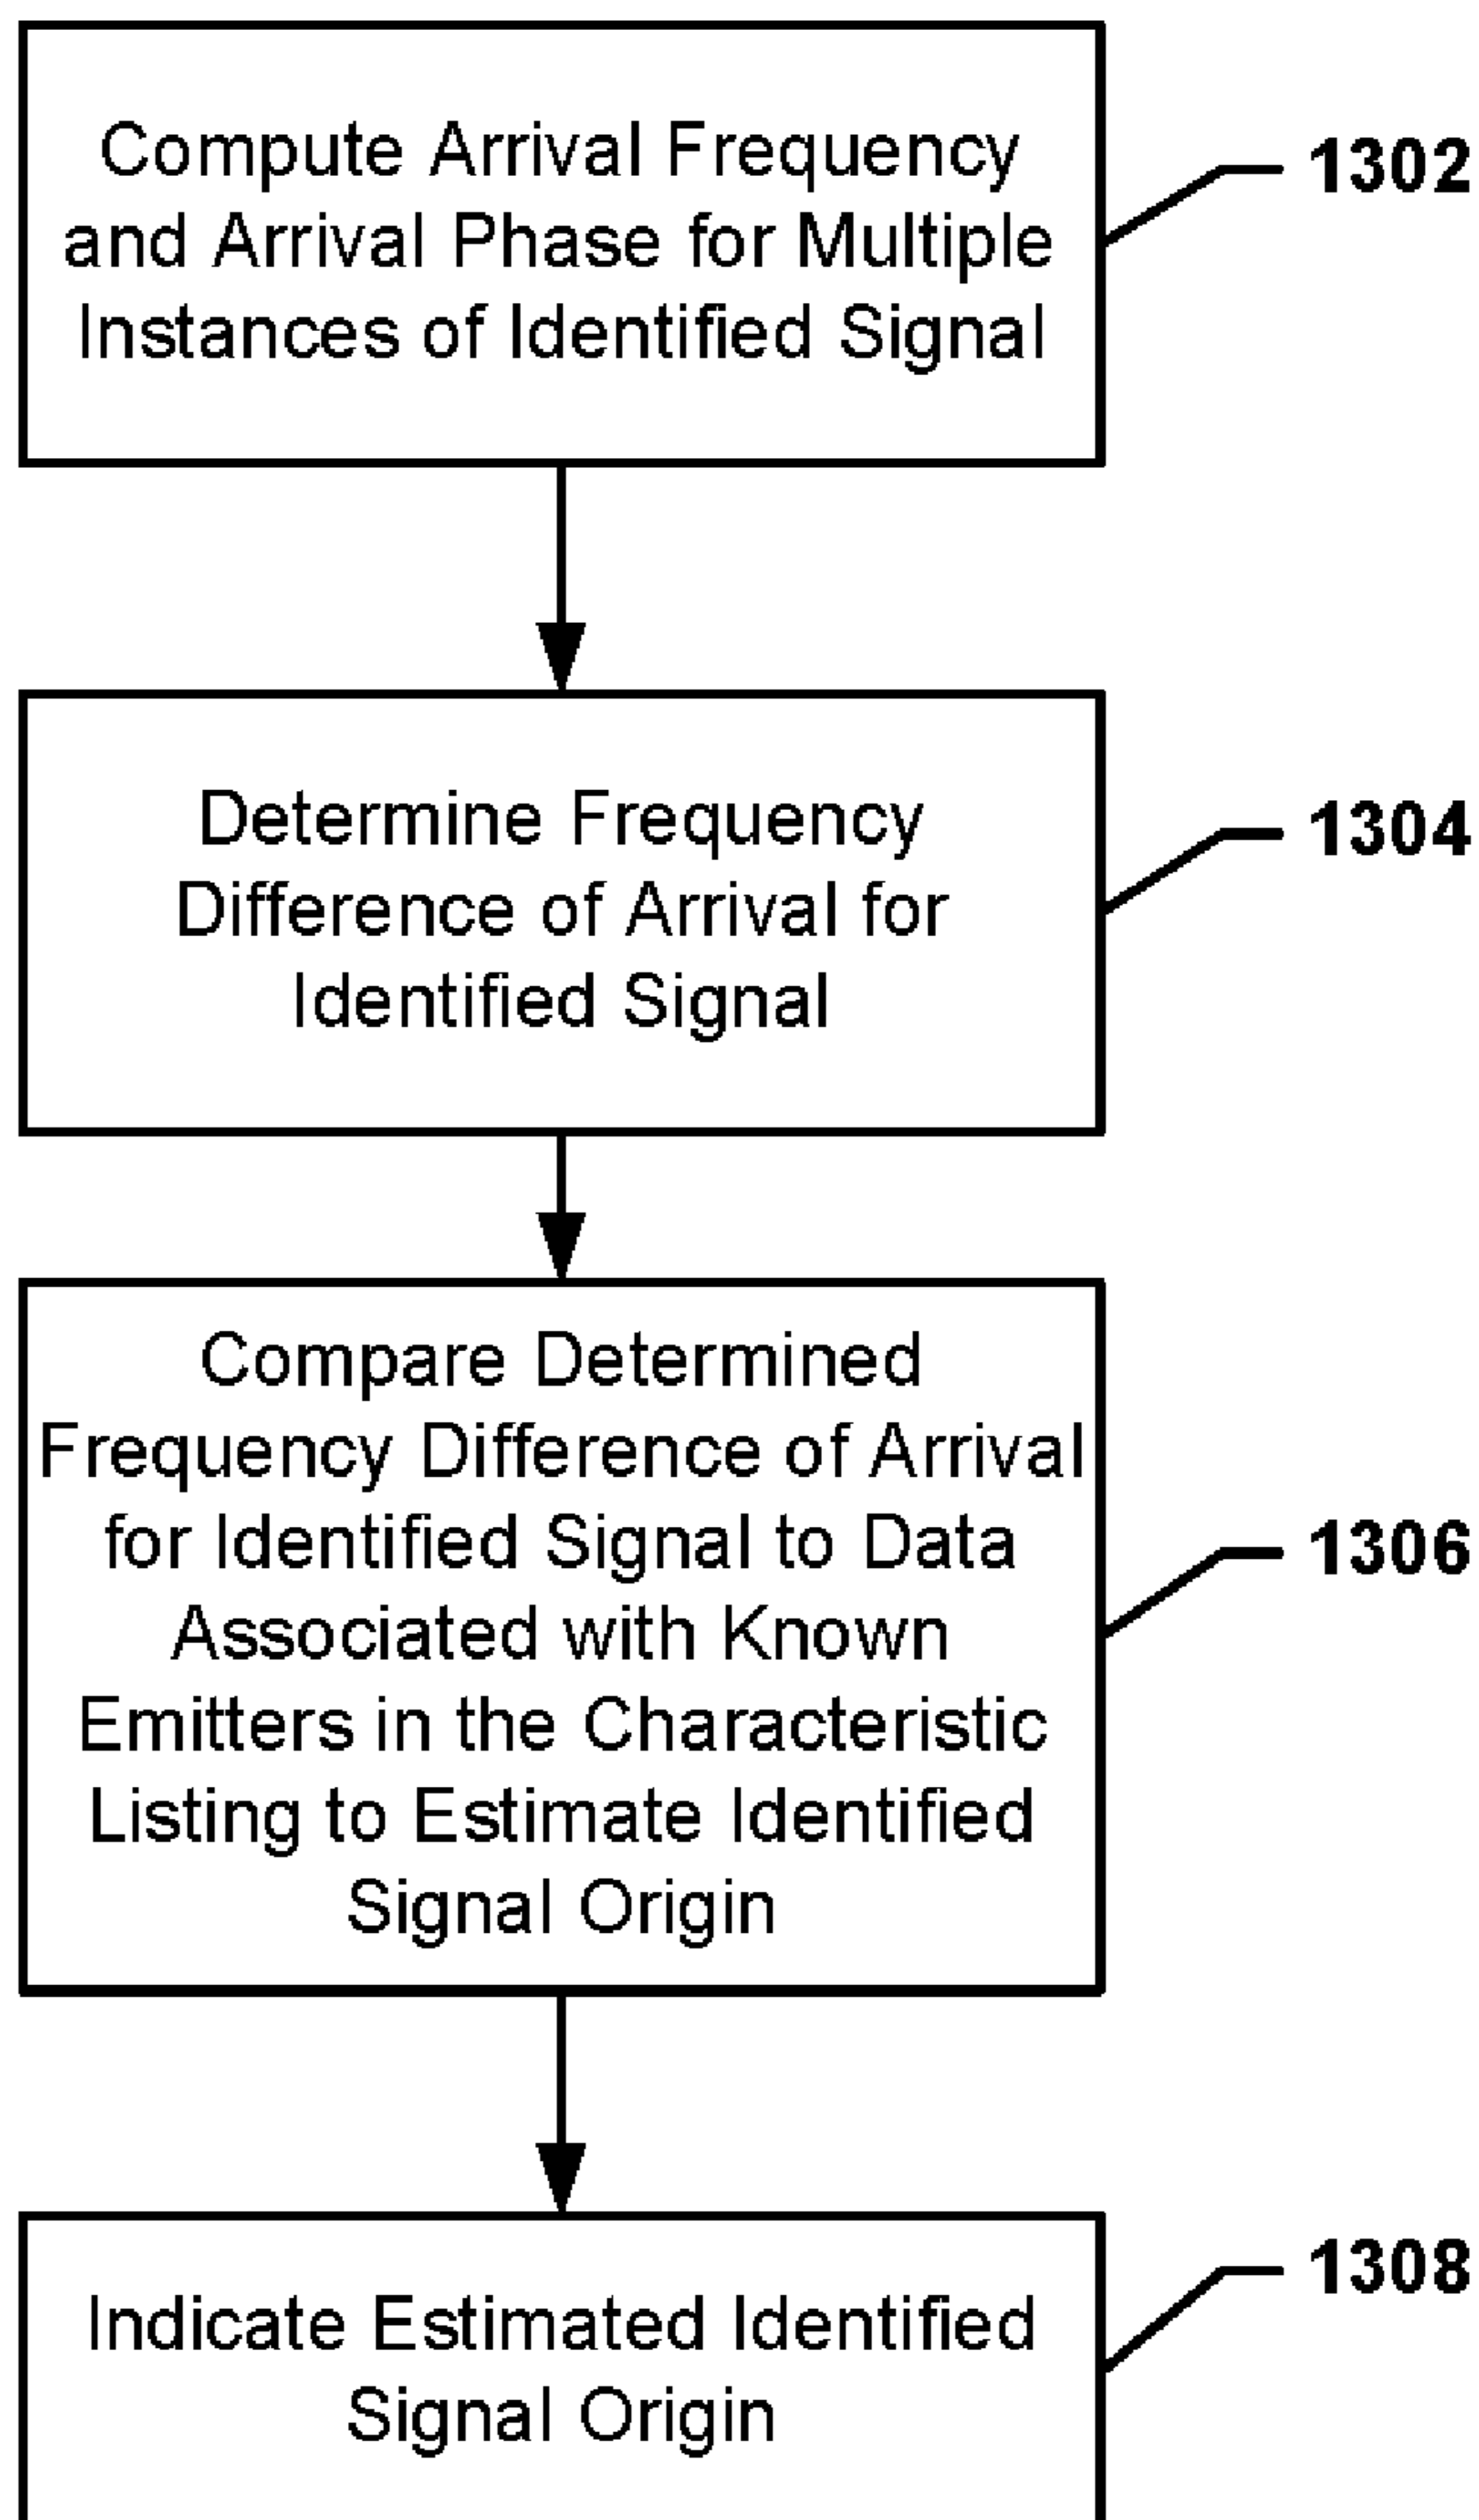 Compute Arrival Frequency
and Arrival Phase for Multiple
Instances of Identified Signal
1302
Determine Frequency
Difference of Arrival for
Identified Signal
1304
Compare Determined
Frequency Difference of Arrival
for Identified Signal to Data
Associated with Known
Emitters in the Characteristic
Listing to Estimate Identified
Signal Origin
1306
Indicate Estimated Identified
Signal Origin
1308